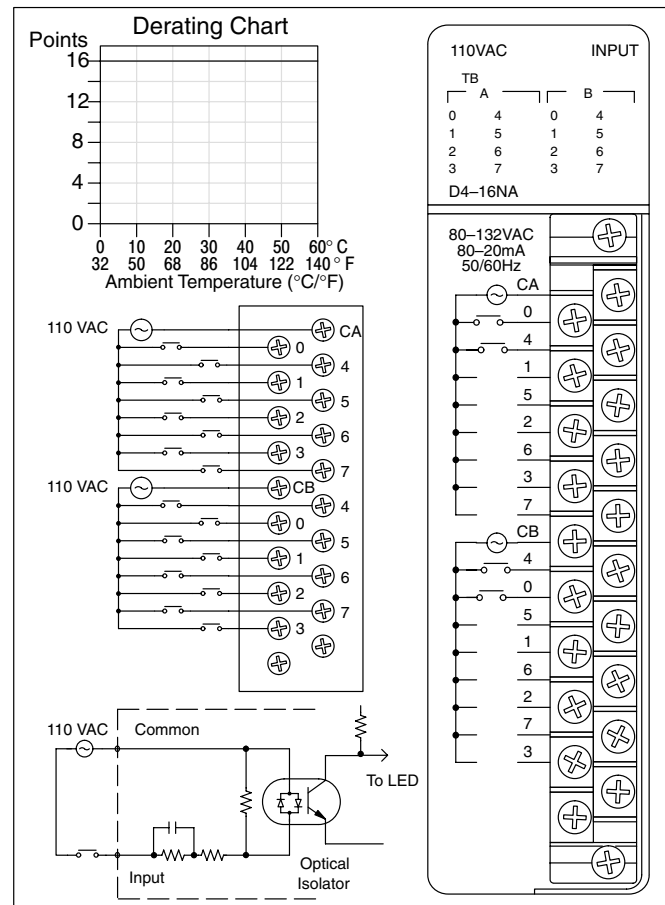 Derating Chart
Points
16
12
8
4
0
0 10 20 30 40 50 60° C
32 50 68 86 104 122 140 ° F
Ambient Temperature (°C/°F)
110 VAC
CA
0
4
1
5
2
6
3
7
110 VAC
CB
4
0
5
1
6
2
7
3
110 VAC
Common
To LED
Input
Optical
Isolator
110VAC INPUT
TB
A B
0 4 0 4
1 5 1 5
2 6 2 6
3 7 3 7
D4–16NA
80–132VAC
80–20mA
50/60Hz
CA
0
4
1
5
2
6
3
7
CB
4
0
5
1
6
2
7
3